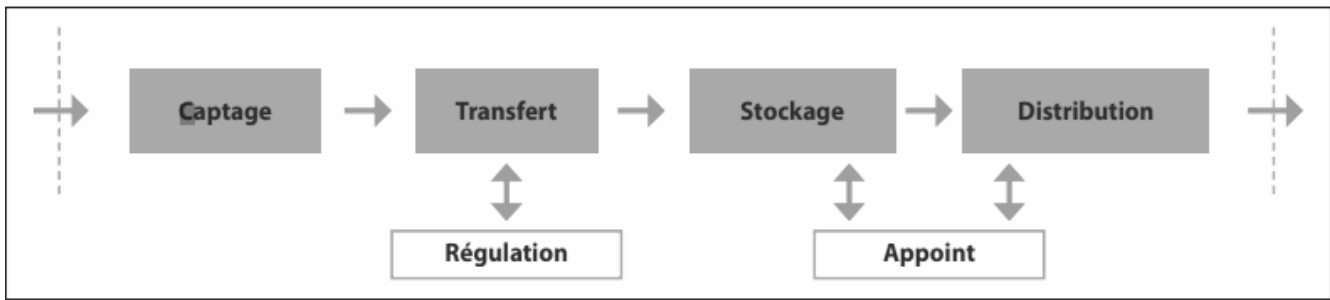 Captage
Transfert
Stockage
Distribution
Régulation
Appoint